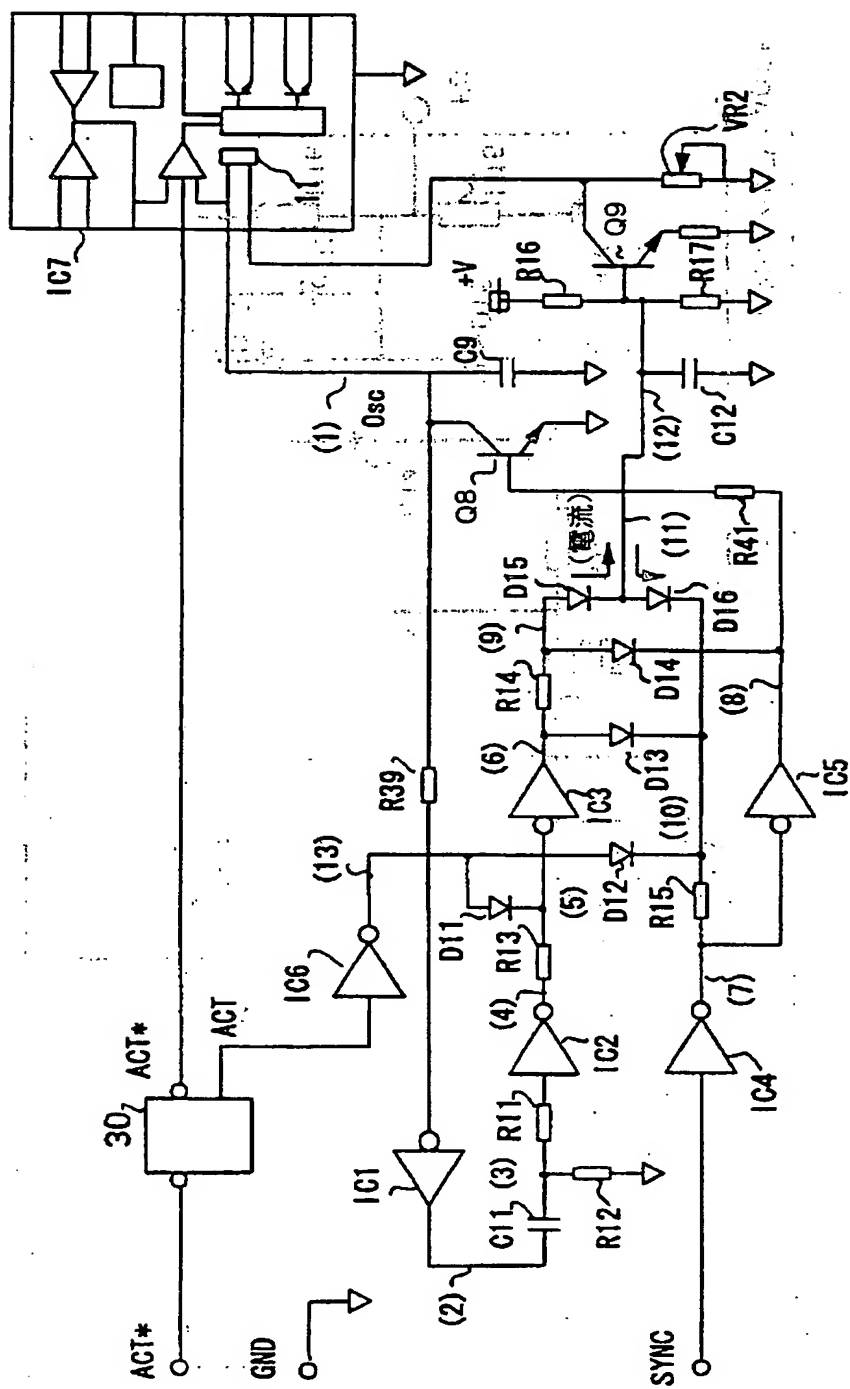 ACT*
GND
SYNC
30
ACT*
ACT
IC6
(13)
IC1
(2)
C11
(3)
R12
R11
IC2
(4)
R13
D11
(5)
R39
IC3
(6)
R14
(9)
D15
(電流)
(11)
D16
D14
D13
(10)
D12
R15
(7)
IC4
IC5
(8)
R41
Q8
(1)
Osc
C9
(12)
C12
+V
R16
Q9
R17
VR2
IC7
11